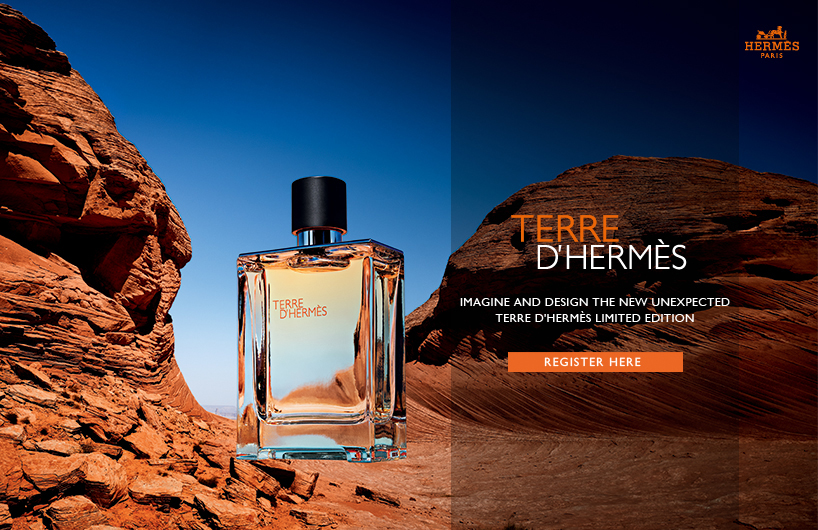 HERMÈS
PARIS
TERRE
D'HERMÈS
TERRE
D'HERMÈS
IMAGINE AND DESIGN THE NEW UNEXPECTED
TERRE D'HERMÈS LIMITED EDITION
REGISTER HERE